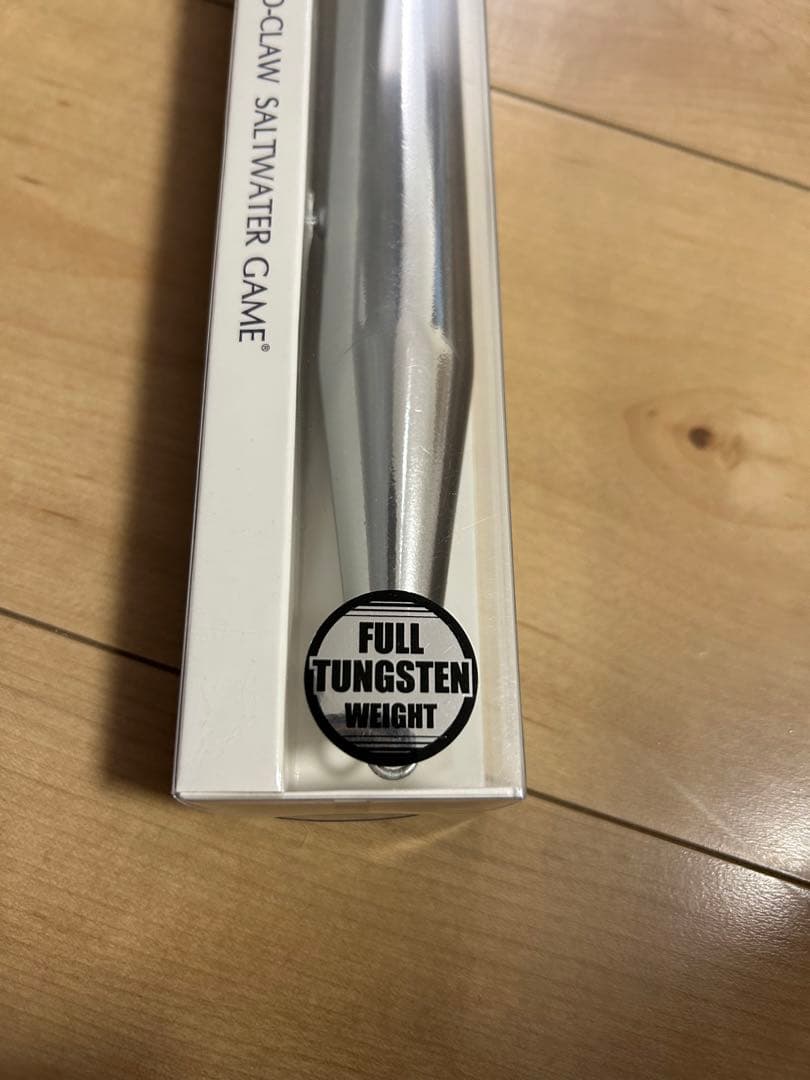 O-CLAW SALTWATER GAME®
FULL
TUNGSTEN
WEIGHT